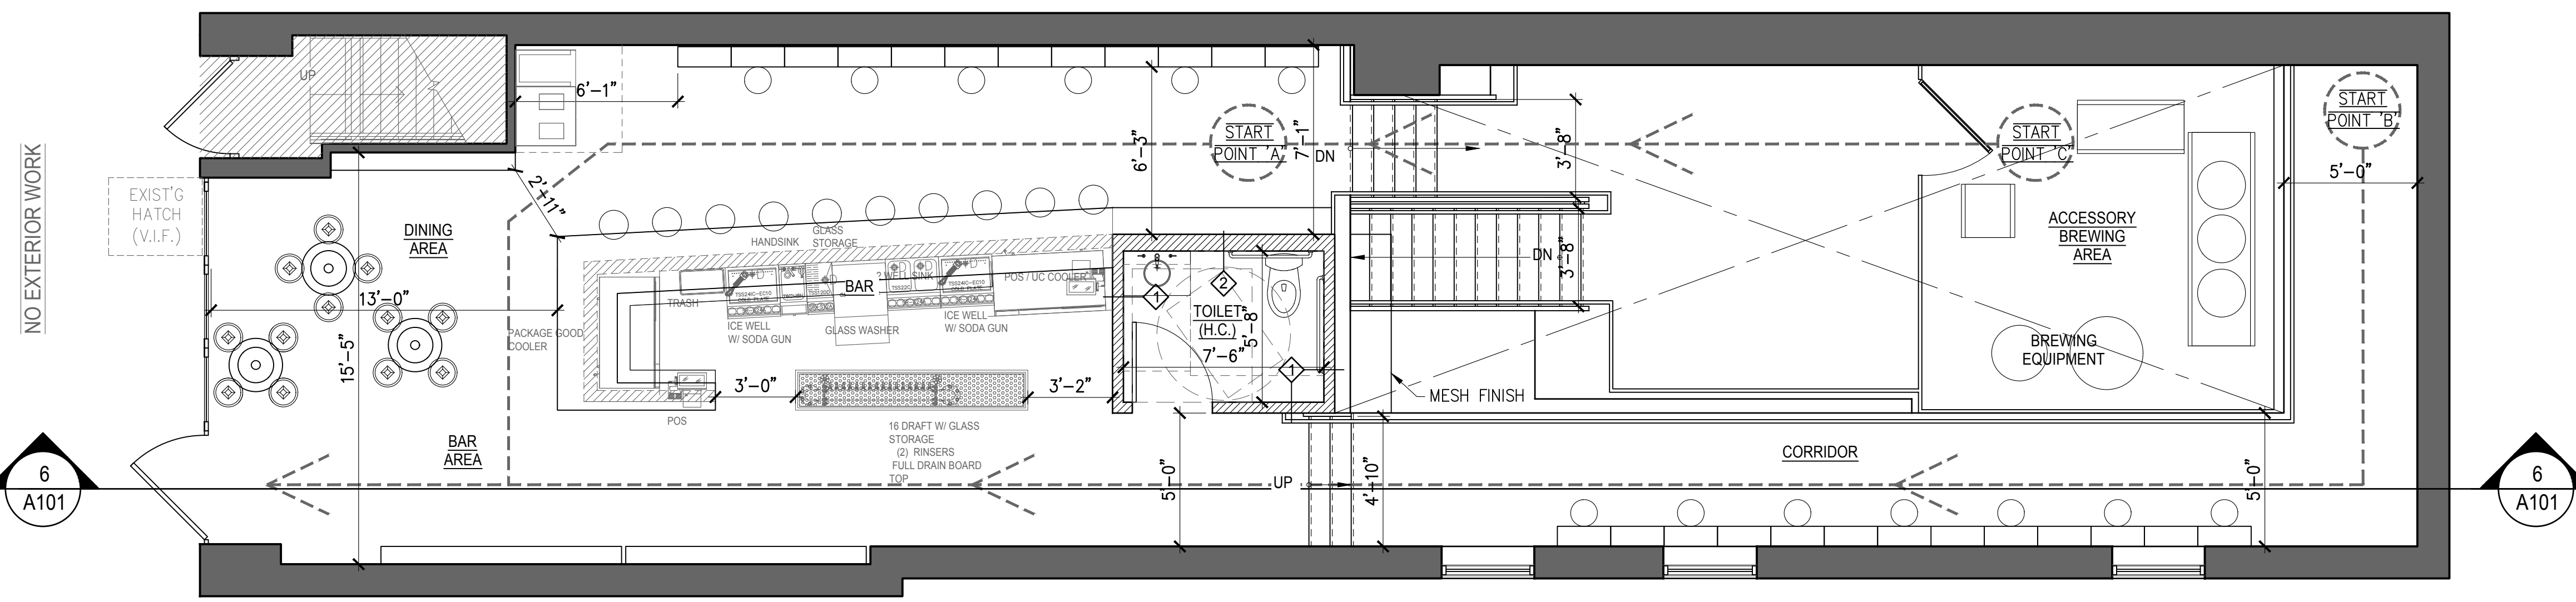 NO EXTERIOR WORK
EXIST'G
HATCH
(V.I.F.)
UP
6'-1"
2'-11"
DINING
AREA
13'-0"
15'-5"
BAR
AREA
6
A101
PACKAGE GOOD
COOLER
HANDSINK
GLASS
STORAGE
TRASH
ICE WELL
W/ SODA GUN
BAR
GLASS WASHER
2 WELL SINK
ICE WELL
W/ SODA GUN
POS / UC COOLER
POS
3'-0"
3'-2"
16 DRAFT W/ GLASS
STORAGE
(2) RINSERS
FULL DRAIN BOARD
TOP
6'-3"
START
POINT 'A'
7'-1"
DN
1
2
TOILET
(H.C.)
5'-8"
7'-6"
1
5'-0"
UP
4'-10"
3'-8"
DN
3'-8"
MESH FINISH
START
POINT 'C'
ACCESSORY
BREWING
AREA
BREWING
EQUIPMENT
START
POINT 'B'
5'-0"
CORRIDOR
5'-0"
6
A101